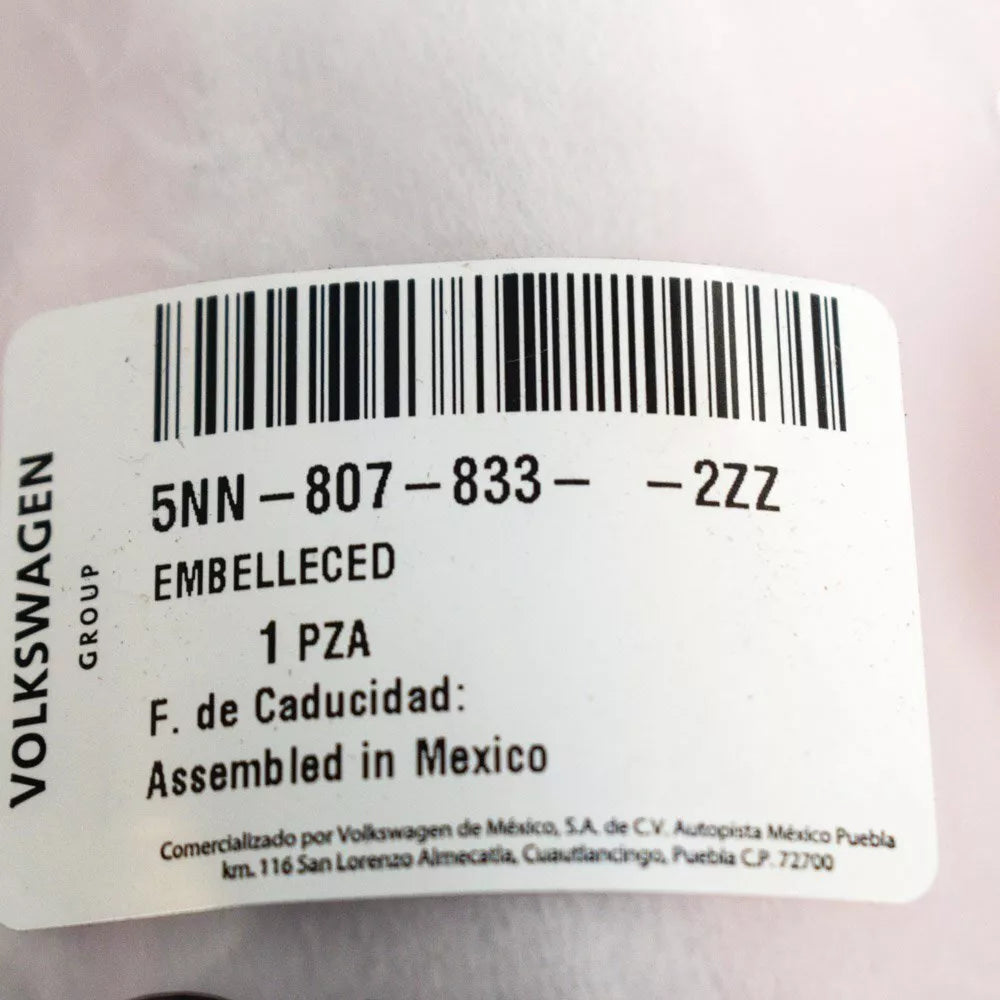 VOLKSWAGEN
GROUP
5NN-807-833- -2ZZ
EMBELLECED
1 PZA
F. de Caducidad:
Assembled in Mexico
Comercializado por Volkswagen de México, S.A. de C.V. Autopista México Puebla
km. 116 San Lorenzo Almecatla, Cuautlancingo, Puebla C.P. 72700